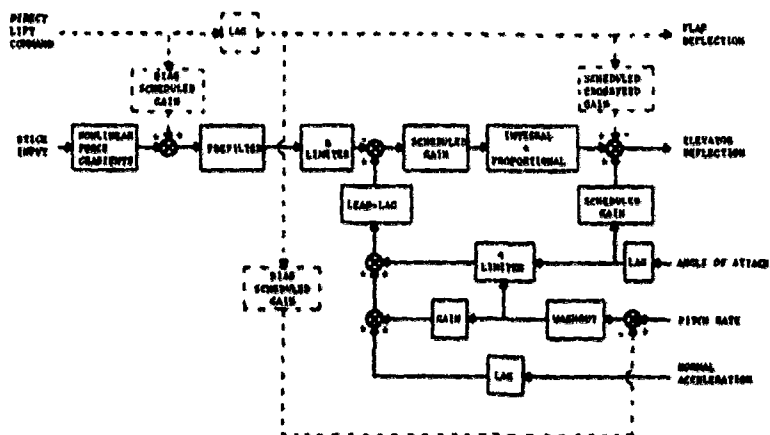 DIRECT
LIFT
COMMAND
LAG
FLAP
DEFLECTION
BIAS
SCHEDULED
GAIN
SCHEDULED
CROSSFEED
GAIN
STICK
INPUT
NONLINEAR
FORCE
GRADIENTS
PREFILTER
LIMITER
SCHEDULED
GAIN
INTEGRAL
+
PROPORTIONAL
ELEVATOR
DEFLECTION
LEAD-LAG
SCHEDULED
GAIN
BIAS
SCHEDULED
GAIN
LIMITER
LAG
ANGLE OF ATTACK
GAIN
WASHOUT
PITCH RATE
LAG
NORMAL
ACCELERATION